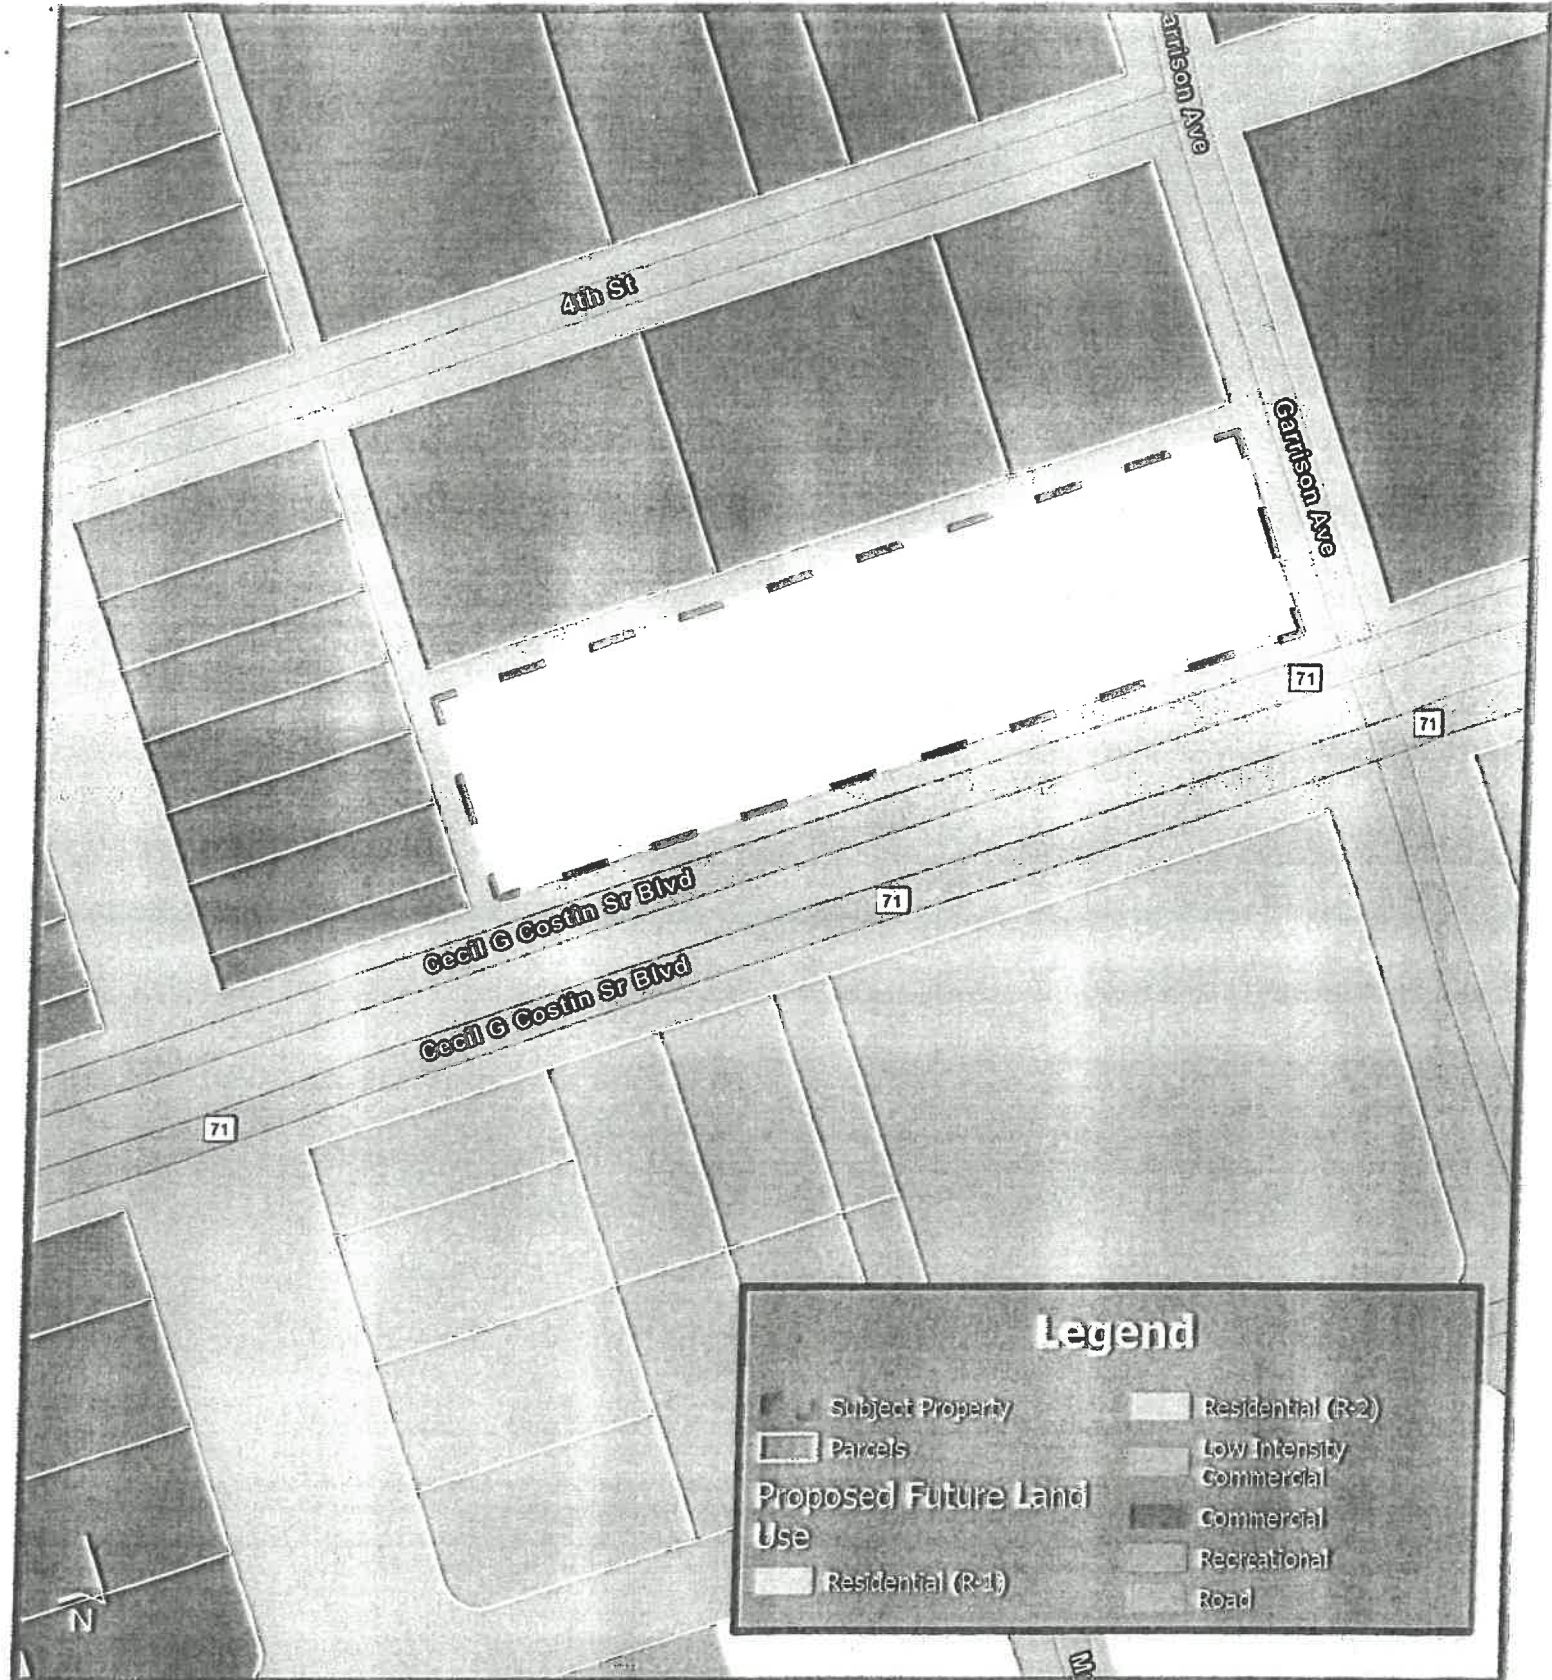 arrison Ave
4th St
Garrison Ave
71
71
71
Cecil G Costin Sr Blvd
Cecil G Costin Sr Blvd
71
Legend
Subject Property
Parcels
Proposed Future Land
Use
Residential (R-1)
Residential (R-2)
Low Intensity
Commercial
Commercial
Recreational
Road
N
M